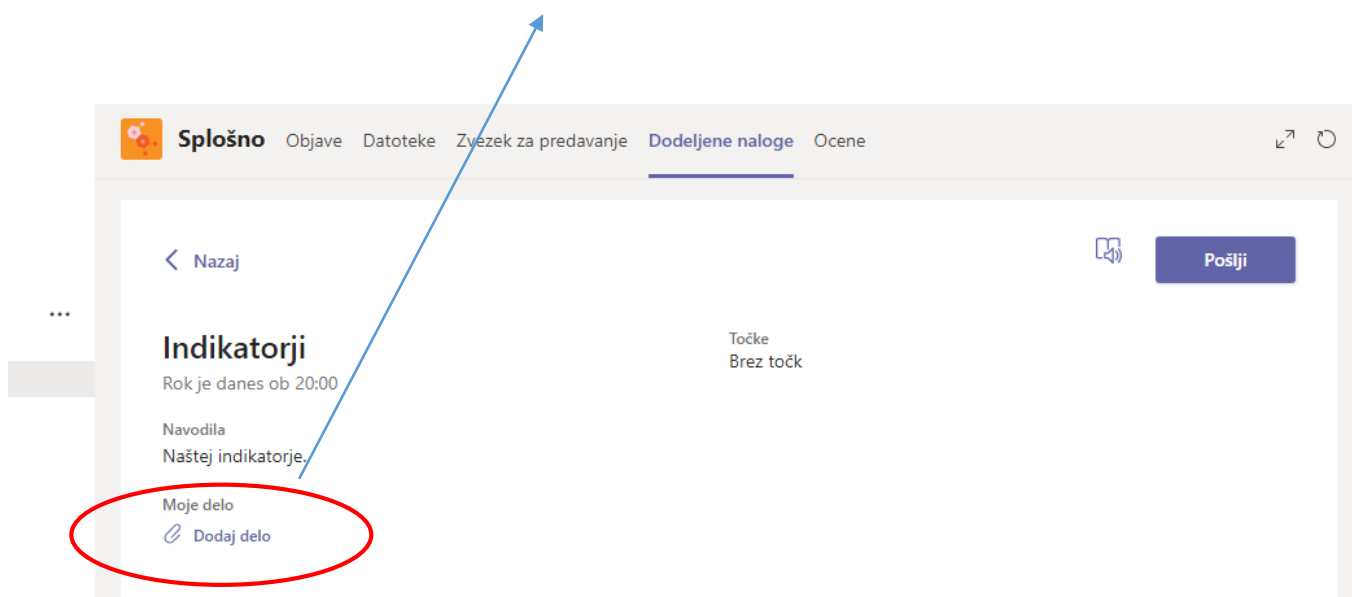 Splošno Objave Datoteke Zvezek za predavanje Dodeljene naloge Ocene
Nazaj
Pošlji
...
Indikatorji
Rok je danes ob 20:00
Točke
Brez točk
Navodila
Naštej indikatorje.
Moje delo
Dodaj delo